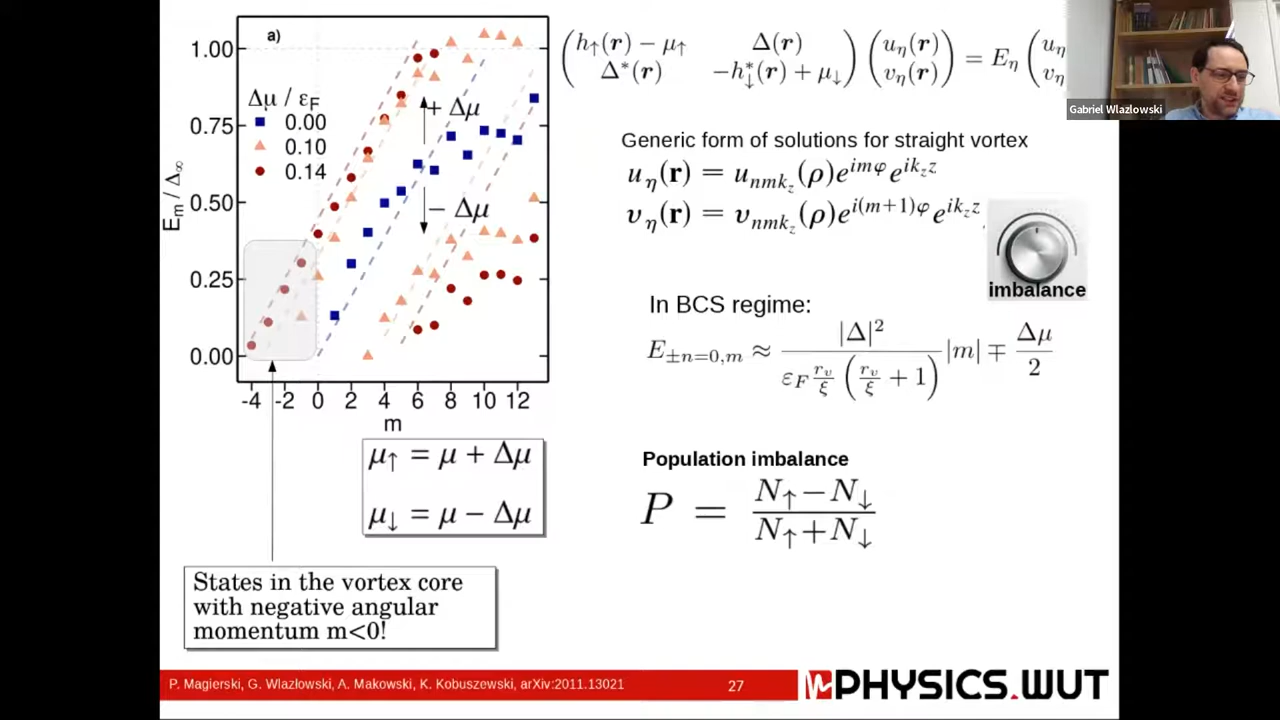 a)
Δμ / ε_F
0.00
0.10
0.14
+ Δμ
− Δμ
E_m / Δ_∞
1.00
0.75
0.50
0.25
0.00
-4 -2 0 2 4 6 8 10 12
m
μ↑ = μ + Δμ
μ↓ = μ − Δμ
States in the vortex core
with negative angular
momentum m<0!
( h↑(r) − μ↑ Δ(r) ) ( u_η(r) ) = E_η ( u_η
( Δ*(r) −h*↓(r) + μ↓ ) ( v_η(r) ) ( v_η
Gabriel Wlazlowski
Generic form of solutions for straight vortex
u_η(r) = u_{nmk_z}(ρ)e^{imφ}e^{ik_z z}
v_η(r) = v_{nmk_z}(ρ)e^{i(m+1)φ}e^{ik_z z},
imbalance
In BCS regime:
E_{±n=0,m} ≈ |Δ|² / (ε_F r_v/ξ (r_v/ξ + 1)) |m| ∓ Δμ/2
Population imbalance
P = (N↑ − N↓) / (N↑ + N↓)
P. Magierski, G. Wlazłowski, A. Makowski, K. Kobuszewski, arXiv:2011.13021
27
PHYSICS.WUT